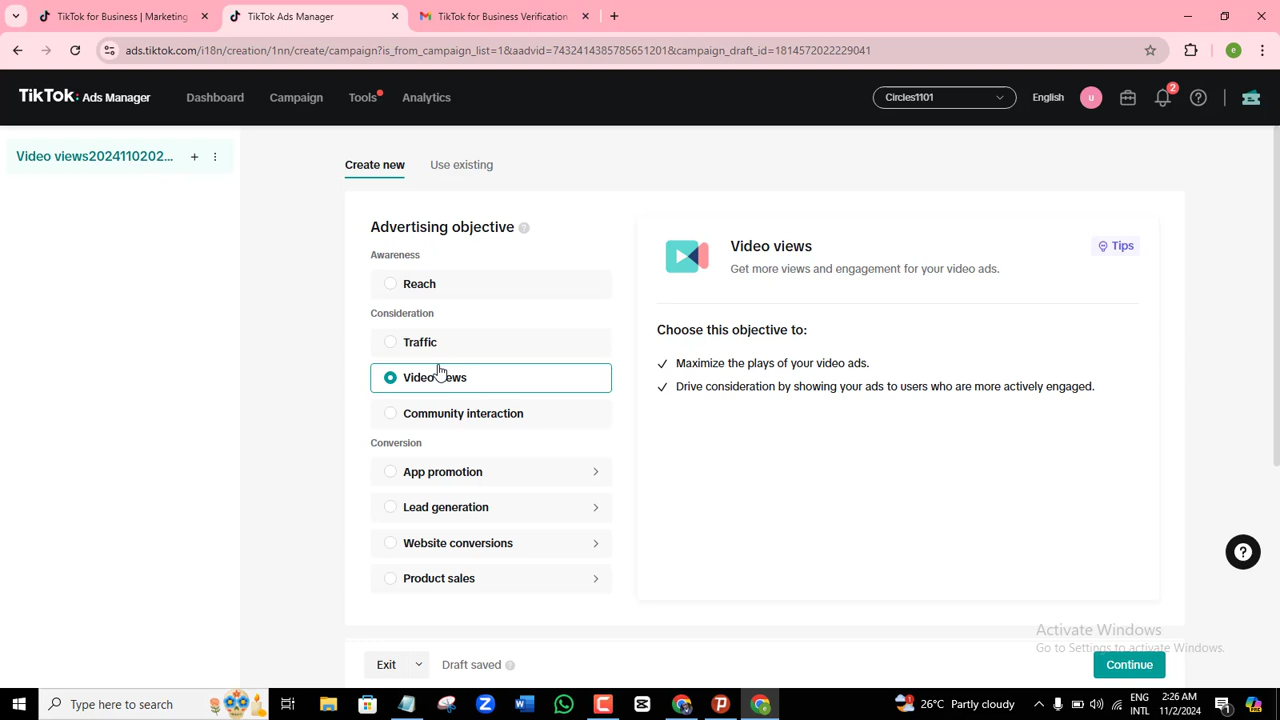 TikTok for Business | Marketing
TikTok Ads Manager
TikTok for Business Verification
ads.tiktok.com/i18n/creation/1nn/create/campaign?is_from_campaign_list=1&aadvid=7432414385785651201&campaign_draft_id=1814572022229041
e
TikTok: Ads Manager
Dashboard
Campaign
Tools
Analytics
Circles1101
English
u
2
Video views2024110202...
Create new
Use existing
Advertising objective
Awareness
Reach
Consideration
Traffic
Video views
Community interaction
Conversion
App promotion
Lead generation
Website conversions
Product sales
Video views
Get more views and engagement for your video ads.
Tips
Choose this objective to:
Maximize the plays of your video ads.
Drive consideration by showing your ads to users who are more actively engaged.
Activate Windows
Go to Settings to activate Windows.
Exit
Draft saved
Continue
Type here to search
26°C Partly cloudy
ENG
INTL
2:26 AM
11/2/2024